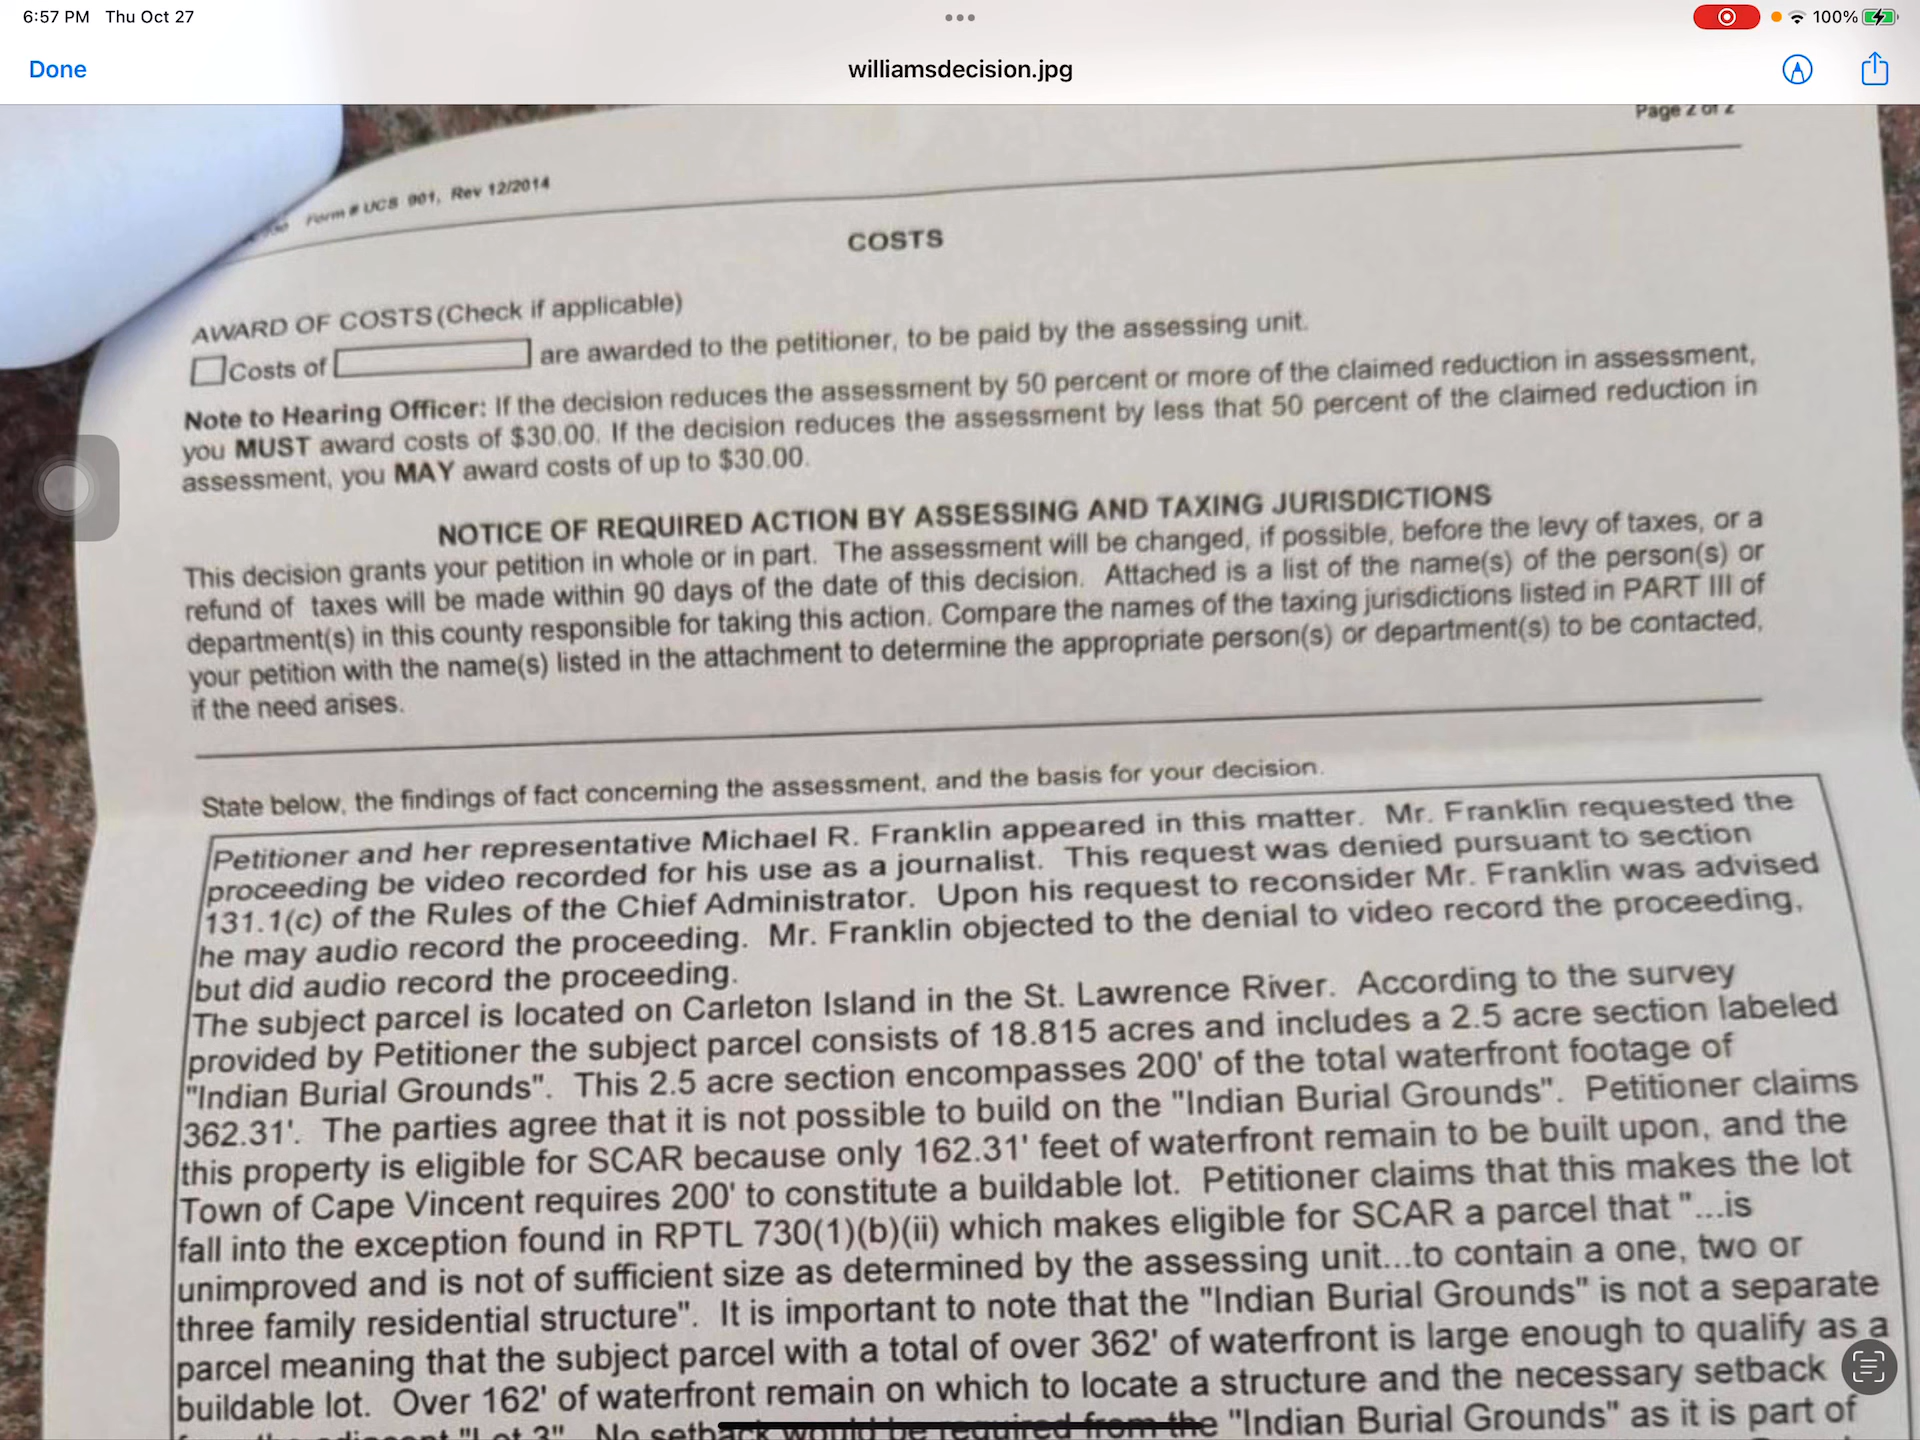 6:57 PM Thu Oct 27
100%
Done
williamsdecision.jpg
Page 2 of 2
Form # UCS 901, Rev 12/2014
COSTS
AWARD OF COSTS (Check if applicable)
Costs of are awarded to the petitioner, to be paid by the assessing unit.
Note to Hearing Officer: If the decision reduces the assessment by 50 percent or more of the claimed reduction in assessment,
you MUST award costs of $30.00. If the decision reduces the assessment by less that 50 percent of the claimed reduction in
assessment, you MAY award costs of up to $30.00.
NOTICE OF REQUIRED ACTION BY ASSESSING AND TAXING JURISDICTIONS
This decision grants your petition in whole or in part. The assessment will be changed, if possible, before the levy of taxes, or a
refund of taxes will be made within 90 days of the date of this decision. Attached is a list of the name(s) of the person(s) or
department(s) in this county responsible for taking this action. Compare the names of the taxing jurisdictions listed in PART III of
your petition with the name(s) listed in the attachment to determine the appropriate person(s) or department(s) to be contacted,
if the need arises.
State below, the findings of fact concerning the assessment, and the basis for your decision.
Petitioner and her representative Michael R. Franklin appeared in this matter. Mr. Franklin requested the
proceeding be video recorded for his use as a journalist. This request was denied pursuant to section
131.1(c) of the Rules of the Chief Administrator. Upon his request to reconsider Mr. Franklin was advised
he may audio record the proceeding. Mr. Franklin objected to the denial to video record the proceeding,
but did audio record the proceeding.
The subject parcel is located on Carleton Island in the St. Lawrence River. According to the survey
provided by Petitioner the subject parcel consists of 18.815 acres and includes a 2.5 acre section labeled
"Indian Burial Grounds". This 2.5 acre section encompasses 200' of the total waterfront footage of
362.31'. The parties agree that it is not possible to build on the "Indian Burial Grounds". Petitioner claims
this property is eligible for SCAR because only 162.31' feet of waterfront remain to be built upon, and the
Town of Cape Vincent requires 200' to constitute a buildable lot. Petitioner claims that this makes the lot
fall into the exception found in RPTL 730(1)(b)(ii) which makes eligible for SCAR a parcel that "...is
unimproved and is not of sufficient size as determined by the assessing unit...to contain a one, two or
three family residential structure". It is important to note that the "Indian Burial Grounds" is not a separate
parcel meaning that the subject parcel with a total of over 362' of waterfront is large enough to qualify as a
buildable lot. Over 162' of waterfront remain on which to locate a structure and the necessary setback
"Lot 3". No setback would be required from the "Indian Burial Grounds" as it is part of